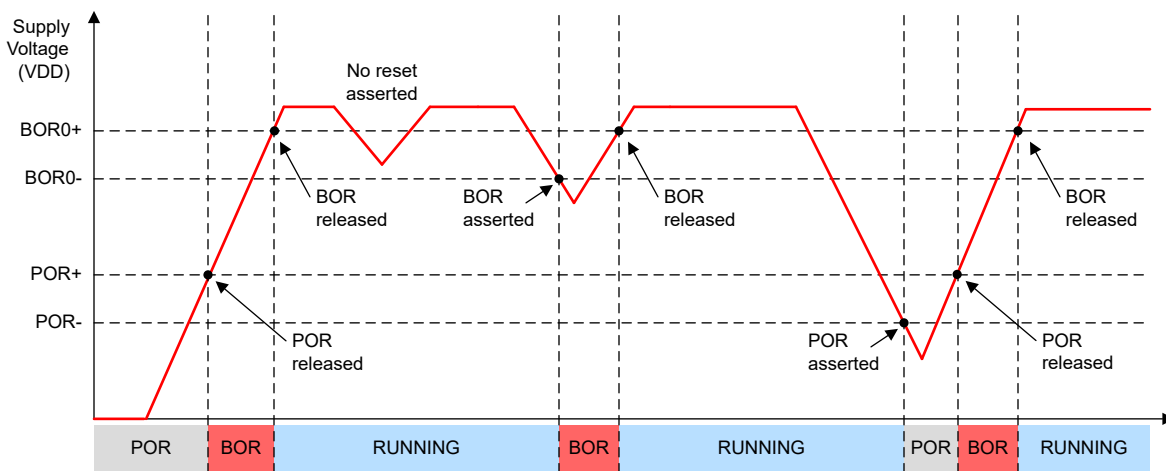 Supply
Voltage
(VDD)
No reset
asserted
BOR0+
BOR0-
POR+
POR-
BOR
released
BOR
asserted
BOR
released
BOR
released
POR
released
POR
asserted
POR
released
POR
BOR
RUNNING
BOR
RUNNING
POR
BOR
RUNNING